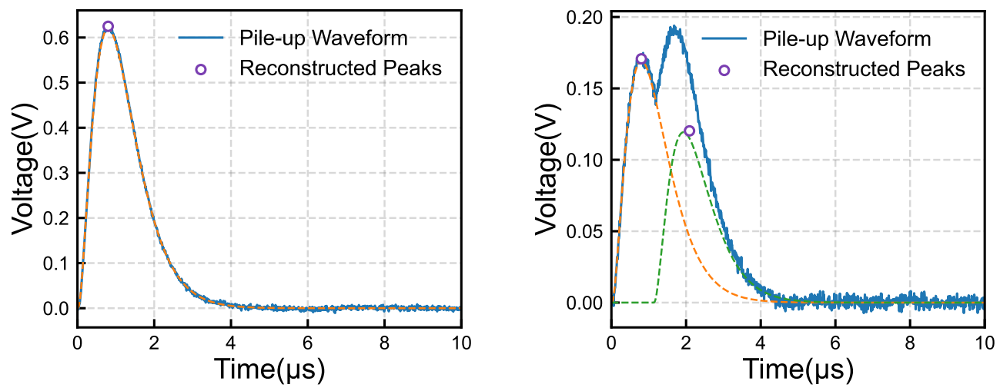 Pile-up Waveform
Reconstructed Peaks
0.6
0.5
0.4
0.3
0.2
0.1
0.0
Voltage(V)
0 2 4 6 8 10
Time(μs)
Pile-up Waveform
Reconstructed Peaks
0.20
0.15
0.10
0.05
0.00
Voltage(V)
0 2 4 6 8 10
Time(μs)